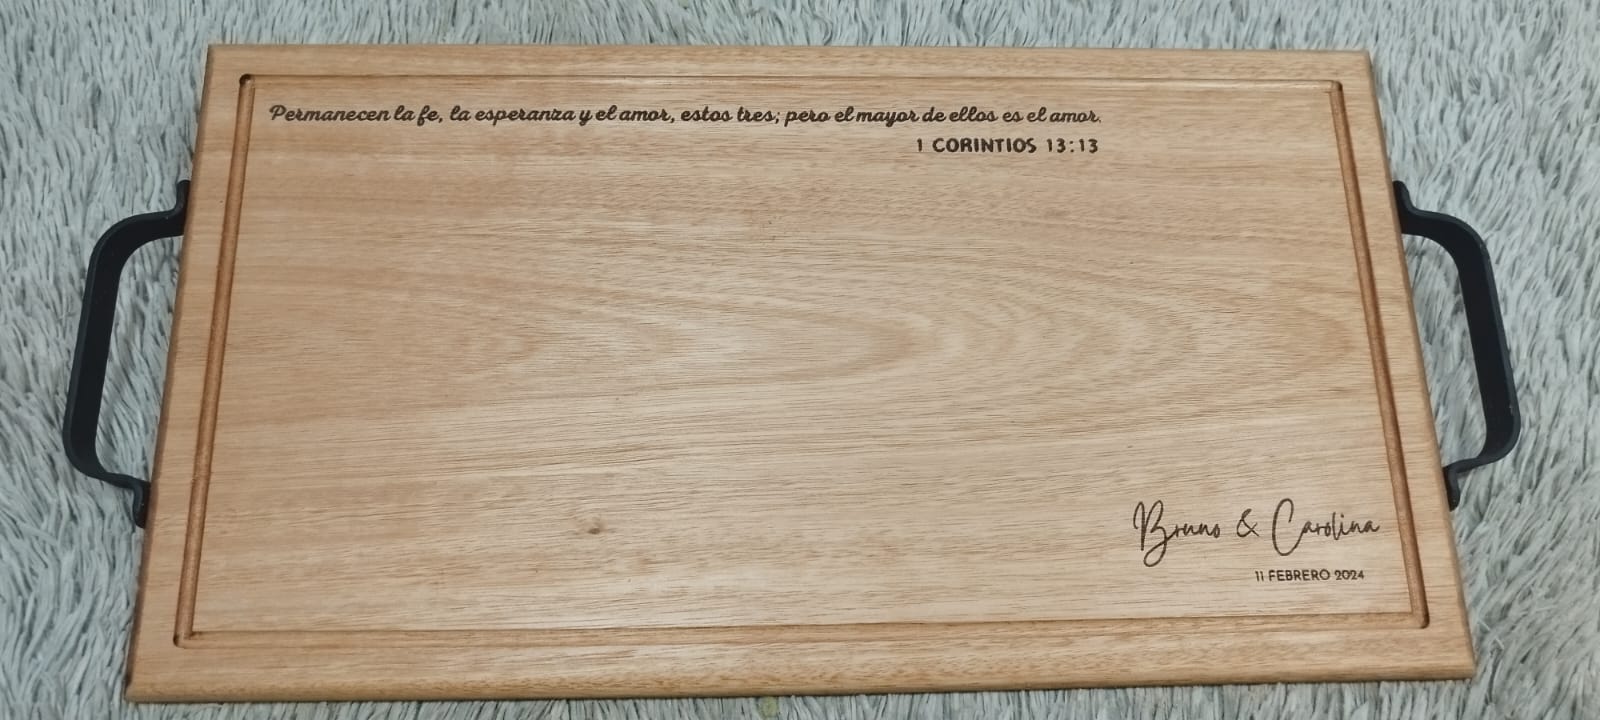 Permanecen la fe, la esperanza y el amor, estos tres; pero el mayor de ellos es el amor.
1 CORINTIOS 13:13
Bruno & Carolina
11 FEBRERO 2024